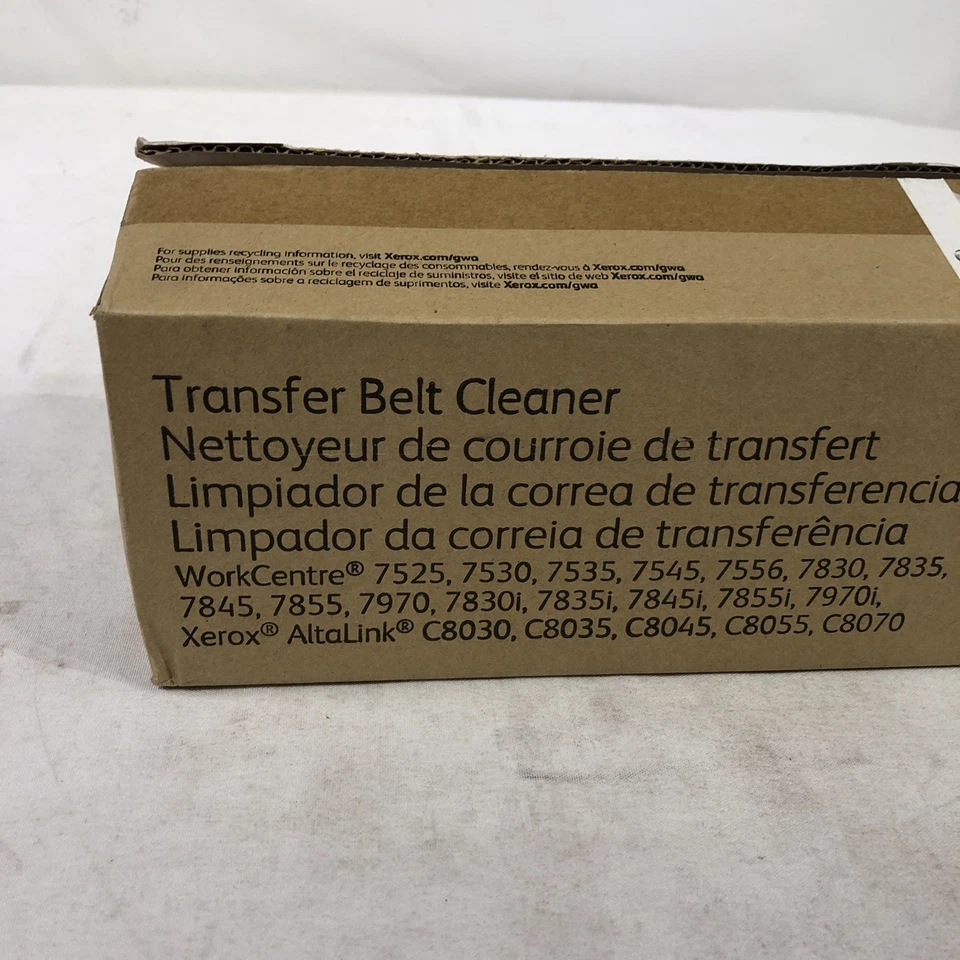 For supplies recycling information, visit Xerox.com/gwa
Pour des renseignements sur le recyclage des consommables, rendez-vous à Xerox.com/gwa
Para obtener información sobre el reciclaje de suministros, visite el sitio de web Xerox.com/gwa
Para informações sobre a reciclagem de suprimentos, visite Xerox.com/gwa
Transfer Belt Cleaner
Nettoyeur de courroie de transfert
Limpiador de la correa de transferencia
Limpador da correia de transferência
WorkCentre® 7525, 7530, 7535, 7545, 7556, 7830, 7835,
7845, 7855, 7970, 7830i, 7835i, 7845i, 7855i, 7970i,
Xerox® AltaLink® C8030, C8035, C8045, C8055, C8070